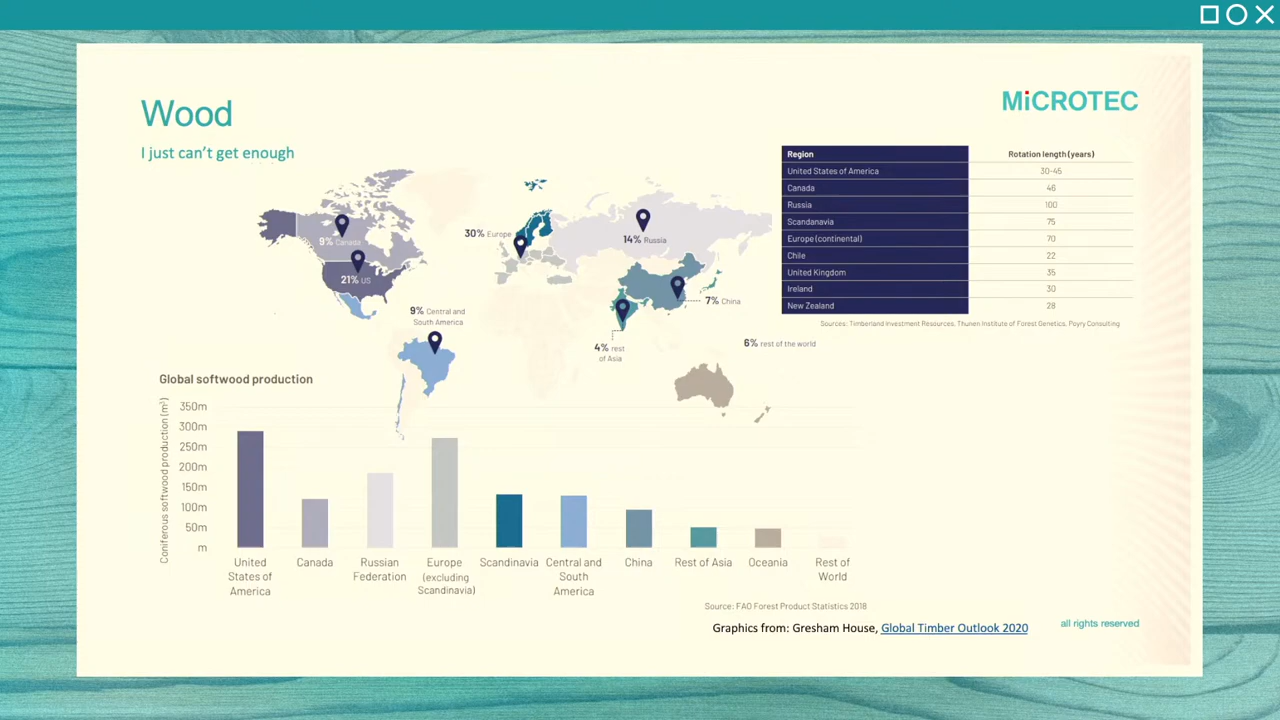 Wood
I just can't get enough
MiCROTEC
Region Rotation length (years)
United States of America 30-45
Canada 46
Russia 100
Scandanavia 75
Europe (continental) 70
Chile 22
United Kingdom 35
Ireland 30
New Zealand 28
Sources: Timberland Investment Resources, Thunen Institute of Forest Genetics, Poyry Consulting
9% Canada
21% US
30% Europe
14% Russia
7% China
9% Central and
South America
4% rest
of Asia
6% rest of the world
Global softwood production
Coniferous softwood production (m³)
350m
300m
250m
200m
150m
100m
50m
m
United
States of
America
Canada
Russian
Federation
Europe
(excluding
Scandinavia)
Scandinavia
Central and
South
America
China
Rest of Asia
Oceania
Rest of
World
Source: FAO Forest Product Statistics 2018
Graphics from: Gresham House, Global Timber Outlook 2020
all rights reserved